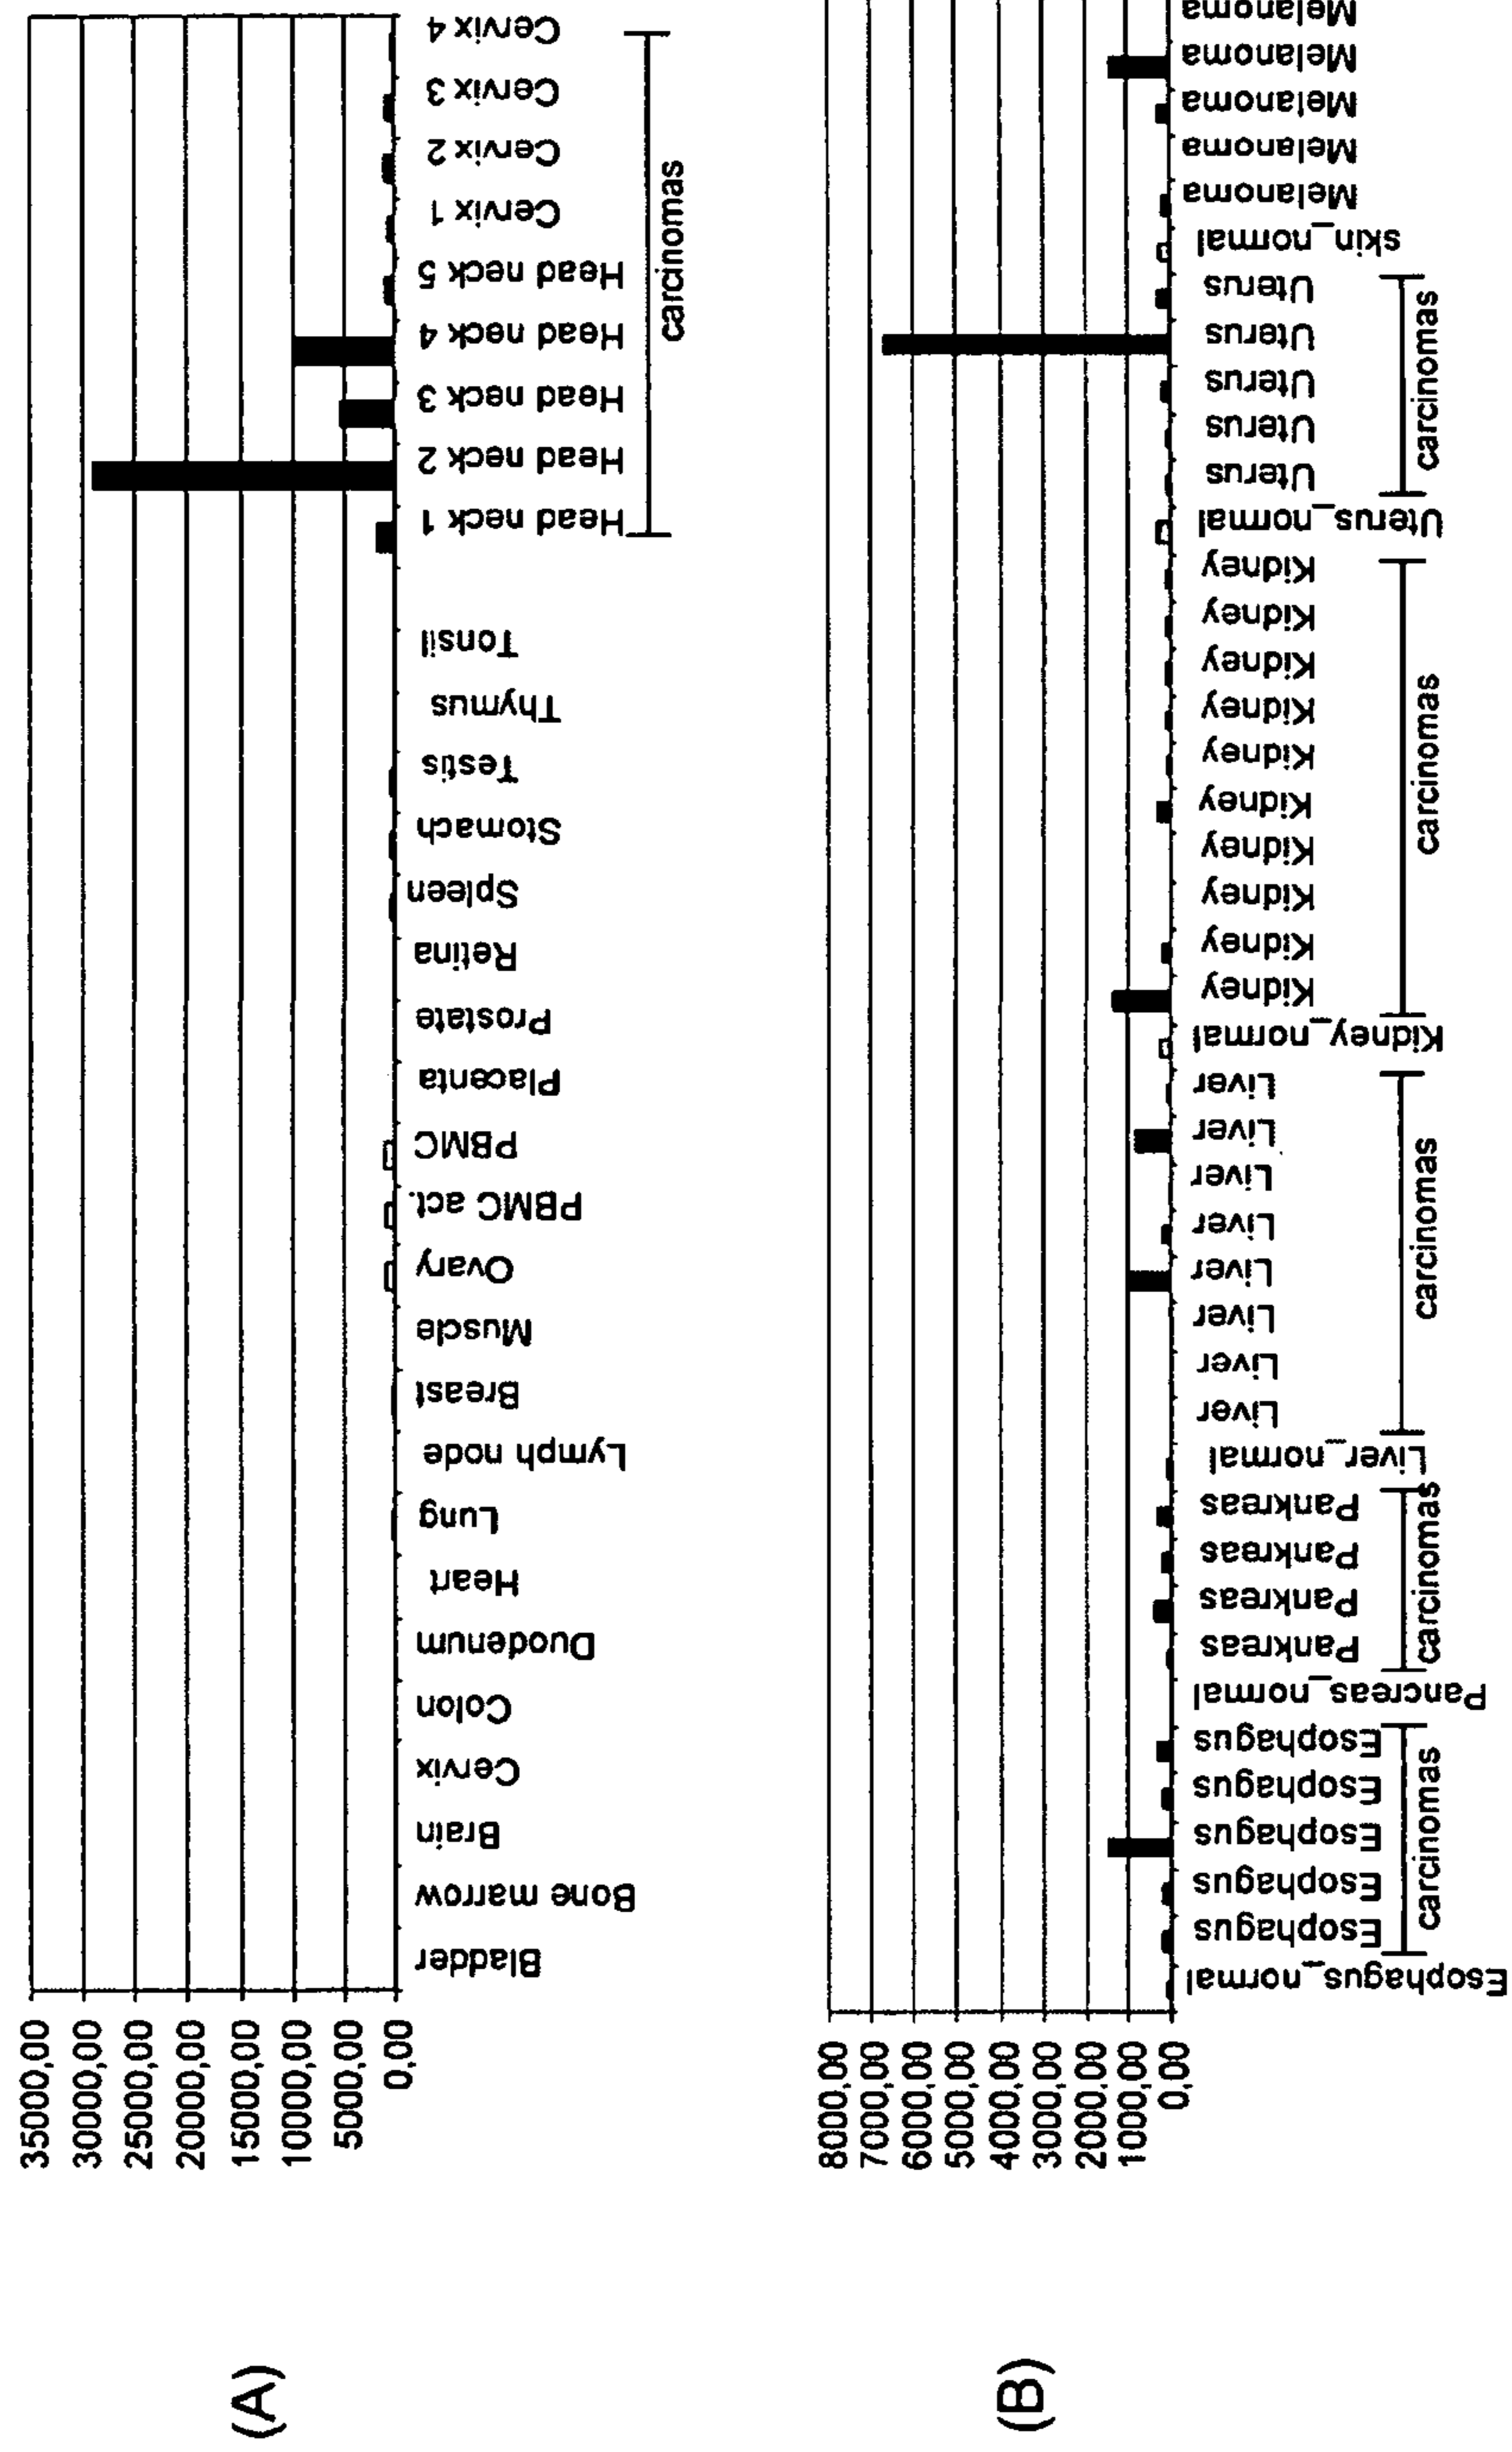 (A)
35000,00
30000,00
25000,00
20000,00
15000,00
10000,00
5000,00
0,00
Bladder
Bone marrow
Brain
Cervix
Colon
Duodenum
Heart
Lung
Lymph node
Breast
Muscle
Ovary
PBMC act.
PBMC
Placenta
Prostate
Retina
Spleen
Stomach
Testis
Thymus
Tonsil
Head neck 1
Head neck 2
Head neck 3
Head neck 4
Head neck 5
Cervix 1
Cervix 2
Cervix 3
Cervix 4
carcinomas
(B)
8000,00
7000,00
6000,00
5000,00
4000,00
3000,00
2000,00
1000,00
0,00
Esophagus_normal
Esophagus
Esophagus
Esophagus
Esophagus
Esophagus
carcinomas
Pancreas_normal
Pankreas
Pankreas
Pankreas
Pankreas
carcinomas
Liver_normal
Liver
Liver
Liver
Liver
Liver
Liver
Liver
Liver
carcinomas
Kidney_normal
Kidney
Kidney
Kidney
Kidney
Kidney
Kidney
Kidney
Kidney
Kidney
Kidney
carcinomas
Uterus_normal
Uterus
Uterus
Uterus
Uterus
Uterus
carcinomas
skin_normal
Melanoma
Melanoma
Melanoma
Melanoma
Melanoma